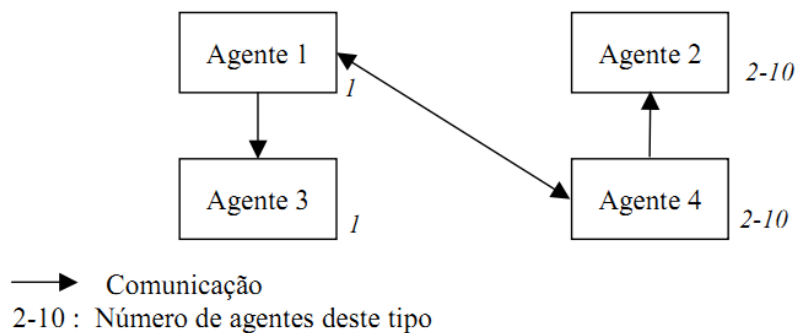 Agente 1
1
Agente 2
2-10
Agente 3
1
Agente 4
2-10
Comunicação
2-10 : Número de agentes deste tipo